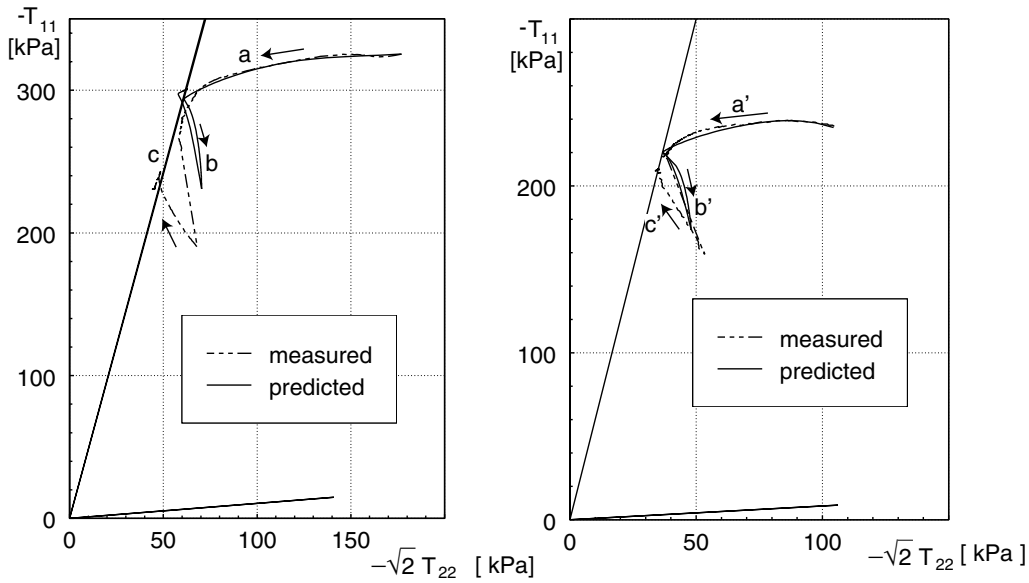 -T₁₁
[kPa]
300
200
100
0
0
50
100
150
−√2 T₂₂ [ kPa]
a
b
c
measured
predicted
-T₁₁
[kPa]
200
100
0
0
50
100
−√2 T₂₂ [ kPa]
a'
b'
c'
measured
predicted